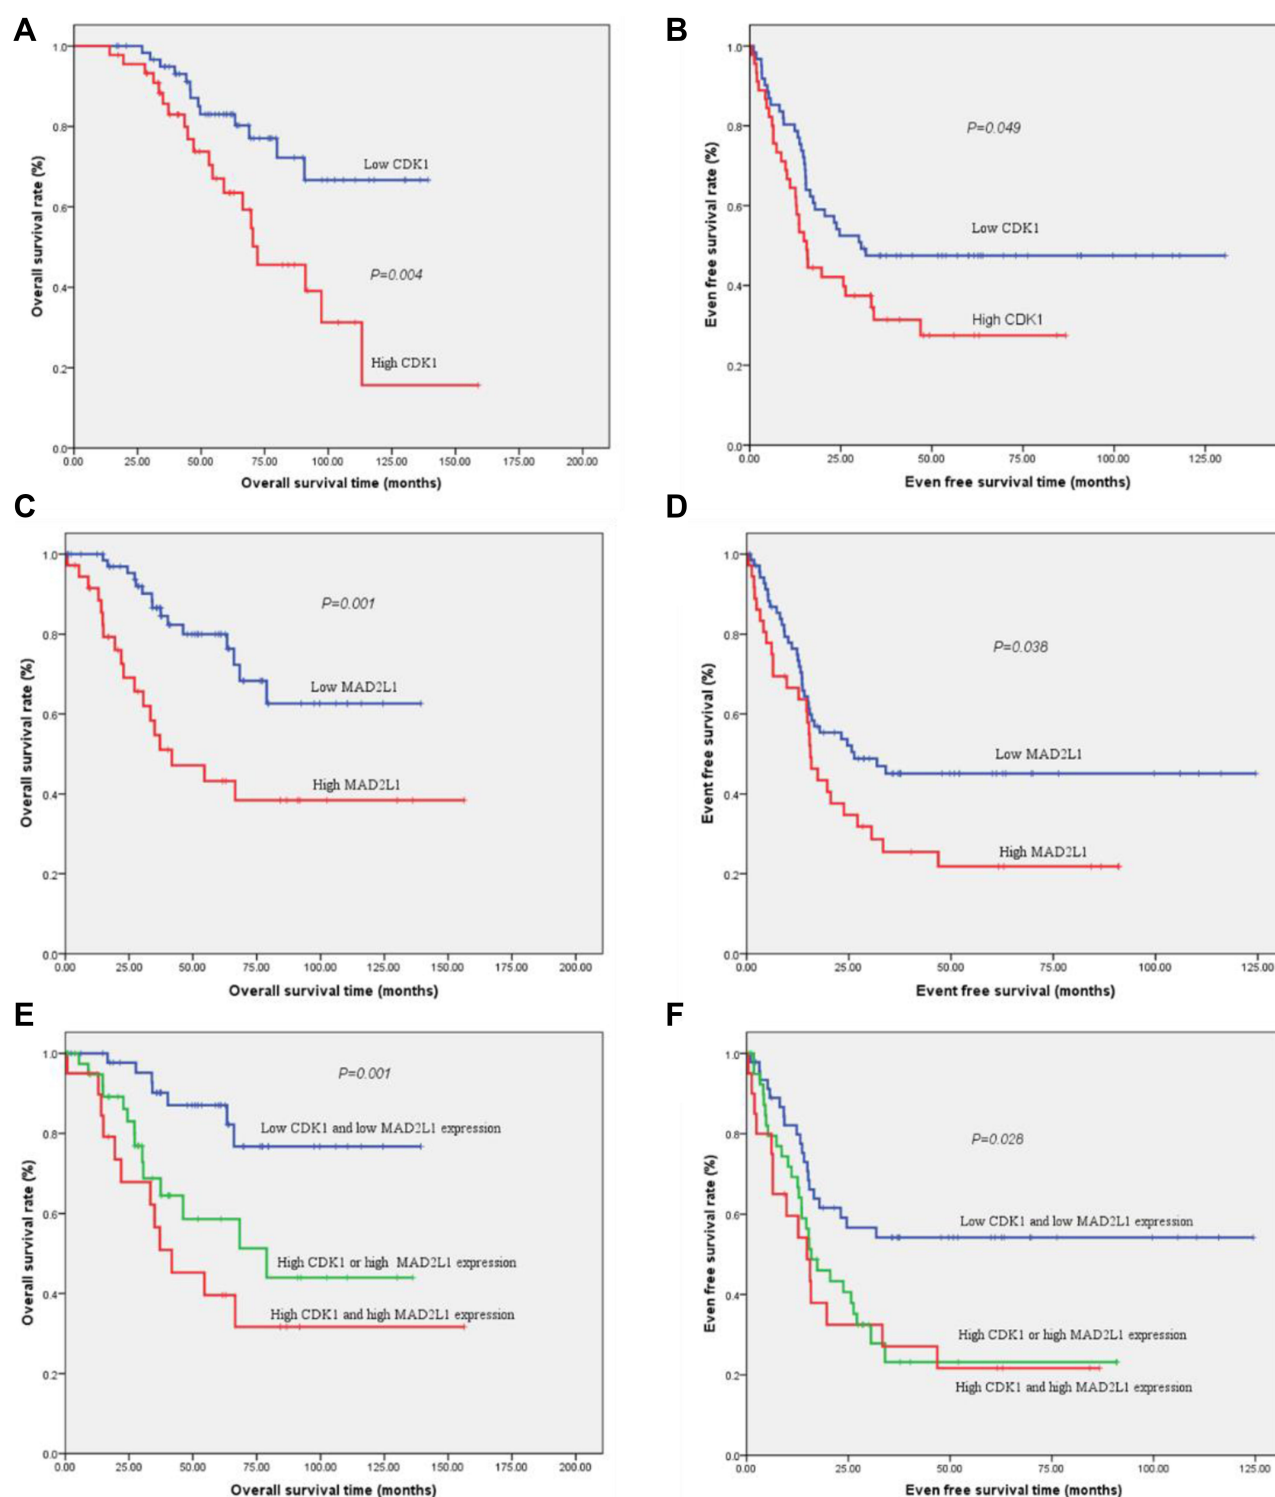 A
B
1.0
0.8
0.6
0.4
0.2
0.0
Overall survival rate (%)
Low CDK1
P=0.004
High CDK1
0.00 25.00 50.00 75.00 100.00 125.00 150.00 175.00 200.00
Overall survival time (months)
1.0
0.8
0.6
0.4
0.2
0.0
Even free survival rate (%)
P=0.049
Low CDK1
High CDK1
0.00 25.00 50.00 75.00 100.00 125.00
Even free survival time (months)
C
D
1.0
0.8
0.6
0.4
0.2
0.0
Overall survival rate (%)
P=0.001
Low MAD2L1
High MAD2L1
0.00 25.00 50.00 75.00 100.00 125.00 150.00 175.00 200.00
Overall survival time (months)
1.0
0.8
0.6
0.4
0.2
0.0
Event free survival (%)
P=0.038
Low MAD2L1
High MAD2L1
0.00 25.00 50.00 75.00 100.00 125.00
Event free survival (months)
E
F
1.0
0.8
0.6
0.4
0.2
0.0
Overall survival rate (%)
P=0.001
Low CDK1 and low MAD2L1 expression
High CDK1 or high MAD2L1 expression
High CDK1 and high MAD2L1 expression
0.00 25.00 50.00 75.00 100.00 125.00 150.00 175.00 200.00
Overall survival time (months)
1.0
0.8
0.6
0.4
0.2
0.0
Even free survival rate (%)
P=0.028
Low CDK1 and low MAD2L1 expression
High CDK1 or high MAD2L1 expression
High CDK1 and high MAD2L1 expression
0.00 25.00 50.00 75.00 100.00 125.00
Even free survival time (months)